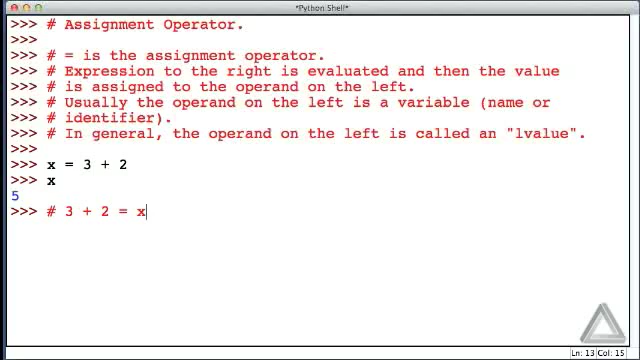 *Python Shell*
>>> # Assignment Operator.
>>>
>>> # = is the assignment operator.
>>> # Expression to the right is evaluated and then the value
>>> # is assigned to the operand on the left.
>>> # Usually the operand on the left is a variable (name or
>>> # identifier).
>>> # In general, the operand on the left is called an "lvalue".
>>>
>>> x = 3 + 2
>>> x
5
>>> # 3 + 2 = x
Ln: 13 Col: 15